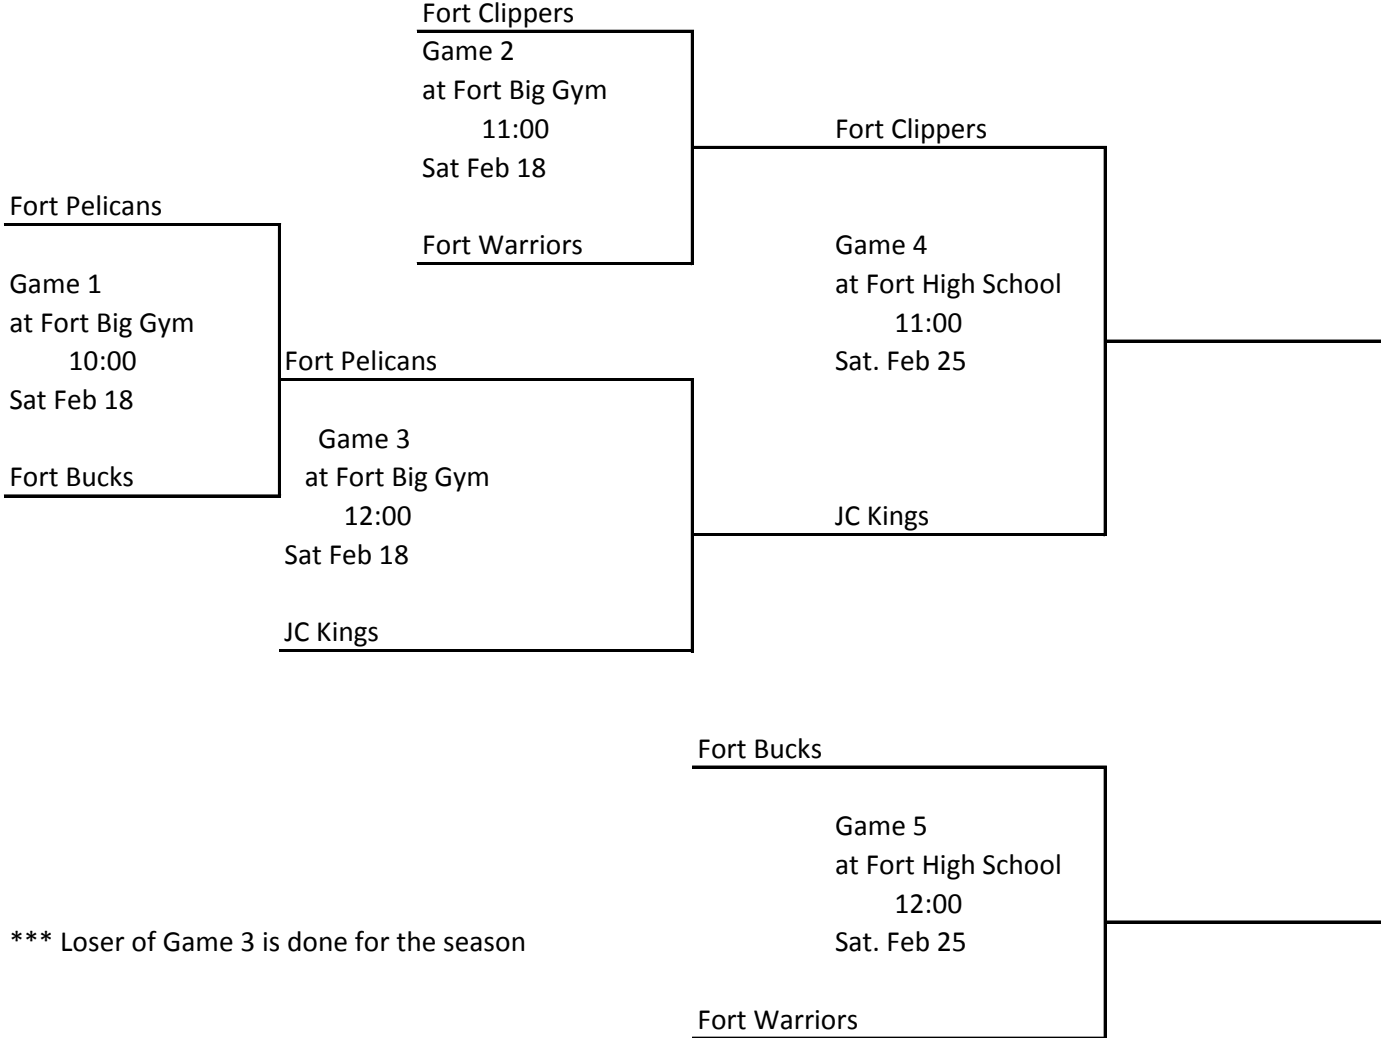 Fort Clippers
Game 2
at Fort Big Gym
11:00
Sat Feb 18
Fort Warriors
Fort Pelicans
Game 1
at Fort Big Gym
10:00
Sat Feb 18
Fort Bucks
Fort Pelicans
Game 3
at Fort Big Gym
12:00
Sat Feb 18
JC Kings
Fort Clippers
Game 4
at Fort High School
11:00
Sat. Feb 25
JC Kings
Fort Bucks
Game 5
at Fort High School
12:00
Sat. Feb 25
Fort Warriors
*** Loser of Game 3 is done for the season